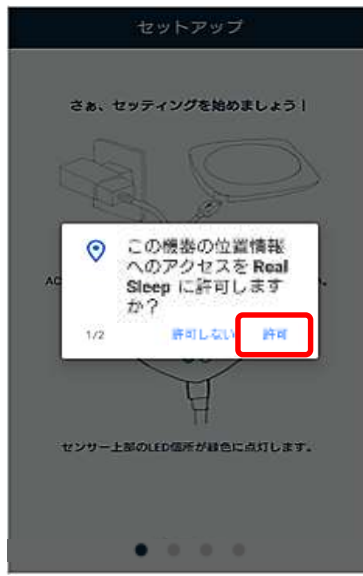 セットアップ
さぁ、セッティングを始めましょう!
この機器の位置情報
へのアクセスを Real
Sleep に許可します
か?
AC
1/2
許可しない
許可
センサー上部のLED箇所が緑色に点灯します。